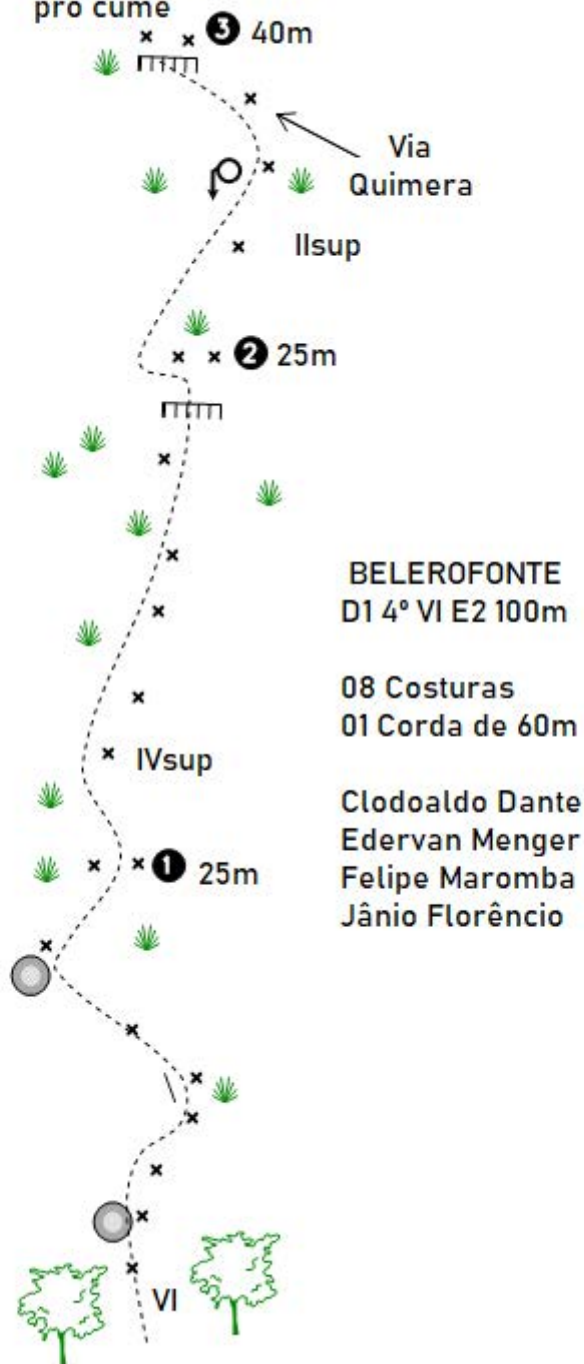 pro cume
3 40m
Via
Quimera
IIsup
2 25m
BELEROFONTE
D1 4º VI E2 100m
08 Costuras
01 Corda de 60m
IVsup
Clodoaldo Dante
Edervan Menger
Felipe Maromba
Jânio Florêncio
1 25m
VI